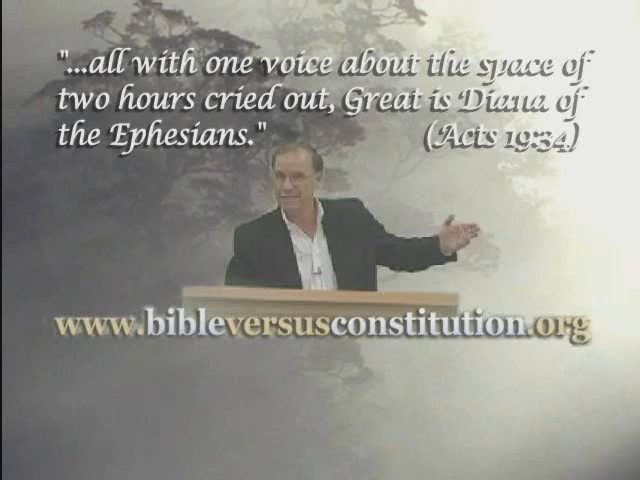 "...all with one voice about the space of
two hours cried out, Great is Diana of
the Ephesians." (Acts 19:34)
www.bibleversusconstitution.org